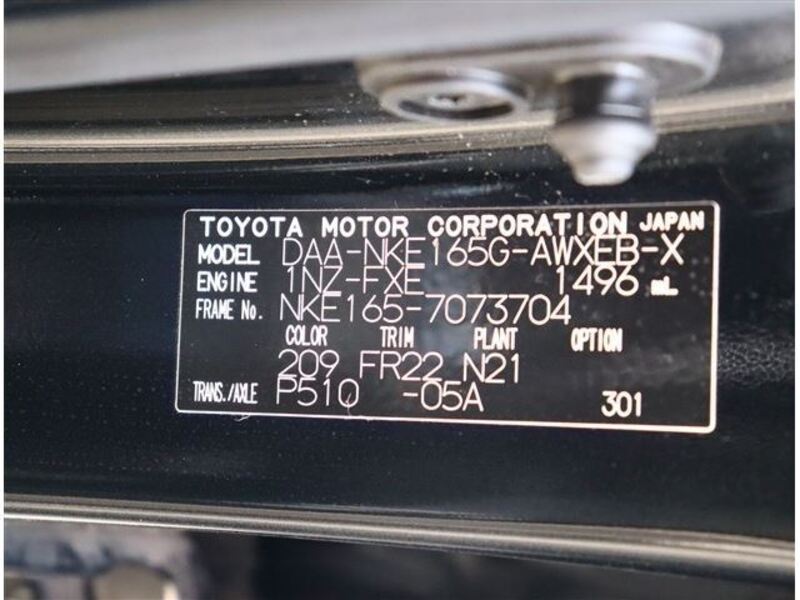 TOYOTA MOTOR CORPORATION JAPAN
MODEL DAA-NKE165G-AWXEB-X
ENGINE 1NZ-FXE 1496 mL
FRAME No. NKE165-7073704
COLOR TRIM PLANT OPTION
209 FR22 N21
TRANS./AXLE P510 -05A 301